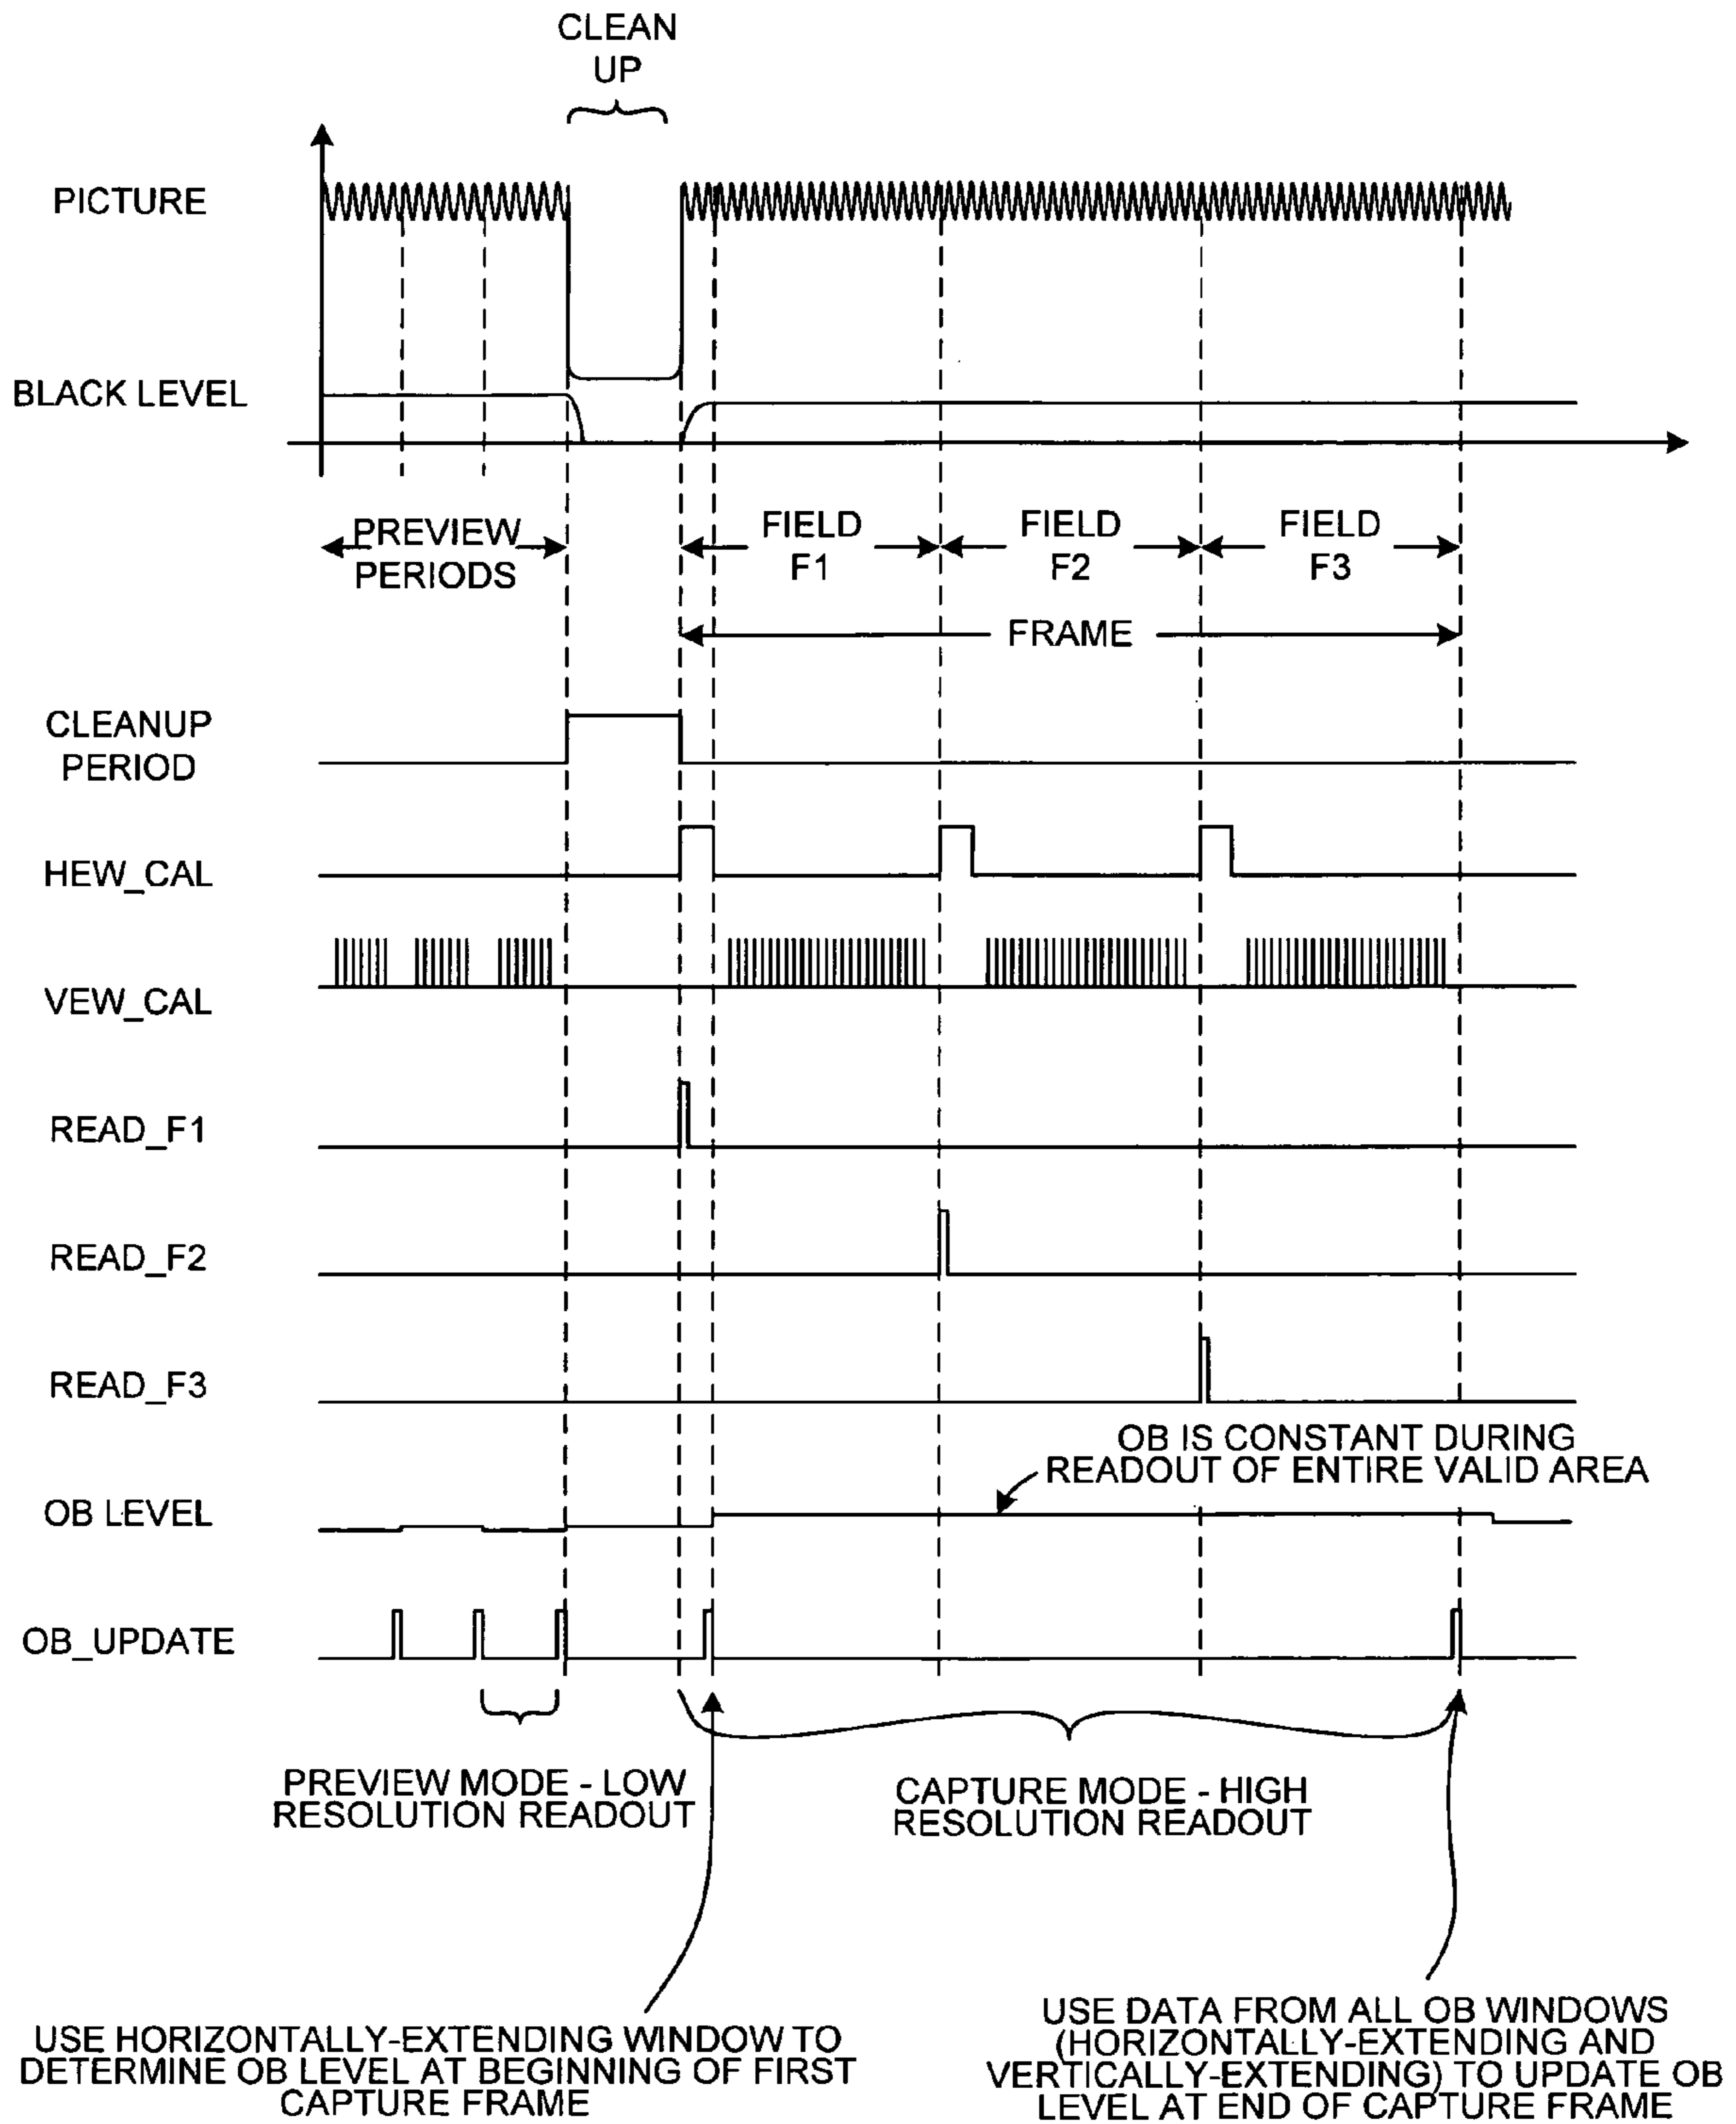 CLEAN
UP
PICTURE
BLACK LEVEL
PREVIEW
PERIODS
FIELD
F1
FIELD
F2
FIELD
F3
FRAME
CLEANUP
PERIOD
HEW_CAL
VEW_CAL
READ_F1
READ_F2
READ_F3
OB IS CONSTANT DURING
READOUT OF ENTIRE VALID AREA
OB LEVEL
OB_UPDATE
PREVIEW MODE - LOW
RESOLUTION READOUT
CAPTURE MODE - HIGH
RESOLUTION READOUT
USE HORIZONTALLY-EXTENDING WINDOW TO
DETERMINE OB LEVEL AT BEGINNING OF FIRST
CAPTURE FRAME
USE DATA FROM ALL OB WINDOWS
(HORIZONTALLY-EXTENDING AND
VERTICALLY-EXTENDING) TO UPDATE OB
LEVEL AT END OF CAPTURE FRAME